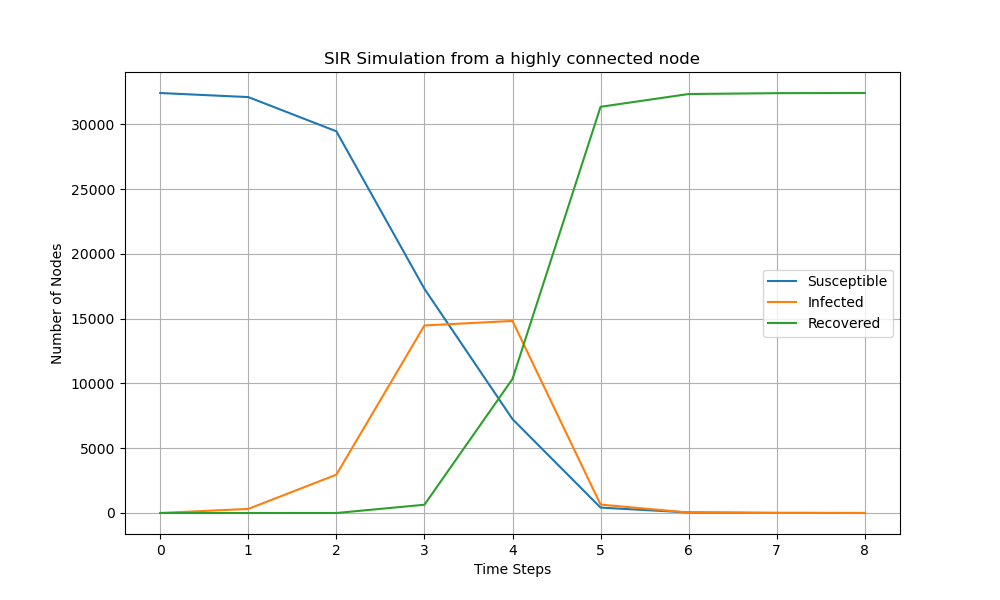 SIR Simulation from a highly connected node
30000
25000
20000
15000
10000
5000
0
Number of Nodes
Susceptible
Infected
Recovered
0 1 2 3 4 5 6 7 8
Time Steps